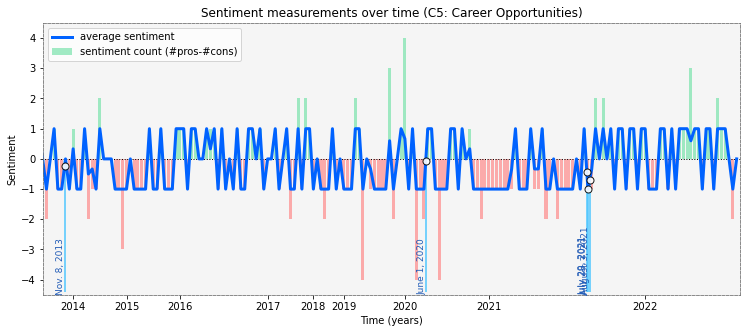 Sentiment measurements over time (C5: Career Opportunities)
average sentiment
sentiment count (#pros-#cons)
Sentiment
4
3
2
1
0
−1
−2
−3
−4
Nov. 8, 2013
June 1, 2020
2014
2015
2016
2017
2018
2019
2020
2021
2022
Time (years)